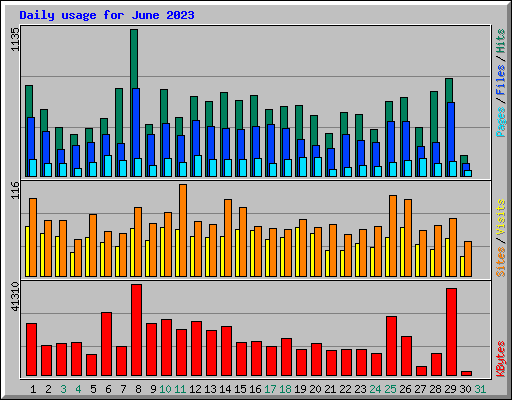 Daily usage for June 2023
1135
Pages / Files / Hits
116
Sites / Visits
41310
KBytes
1 2 3 4 5 6 7 8 9 10 11 12 13 14 15 16 17 18 19 20 21 22 23 24 25 26 27 28 29 30 31